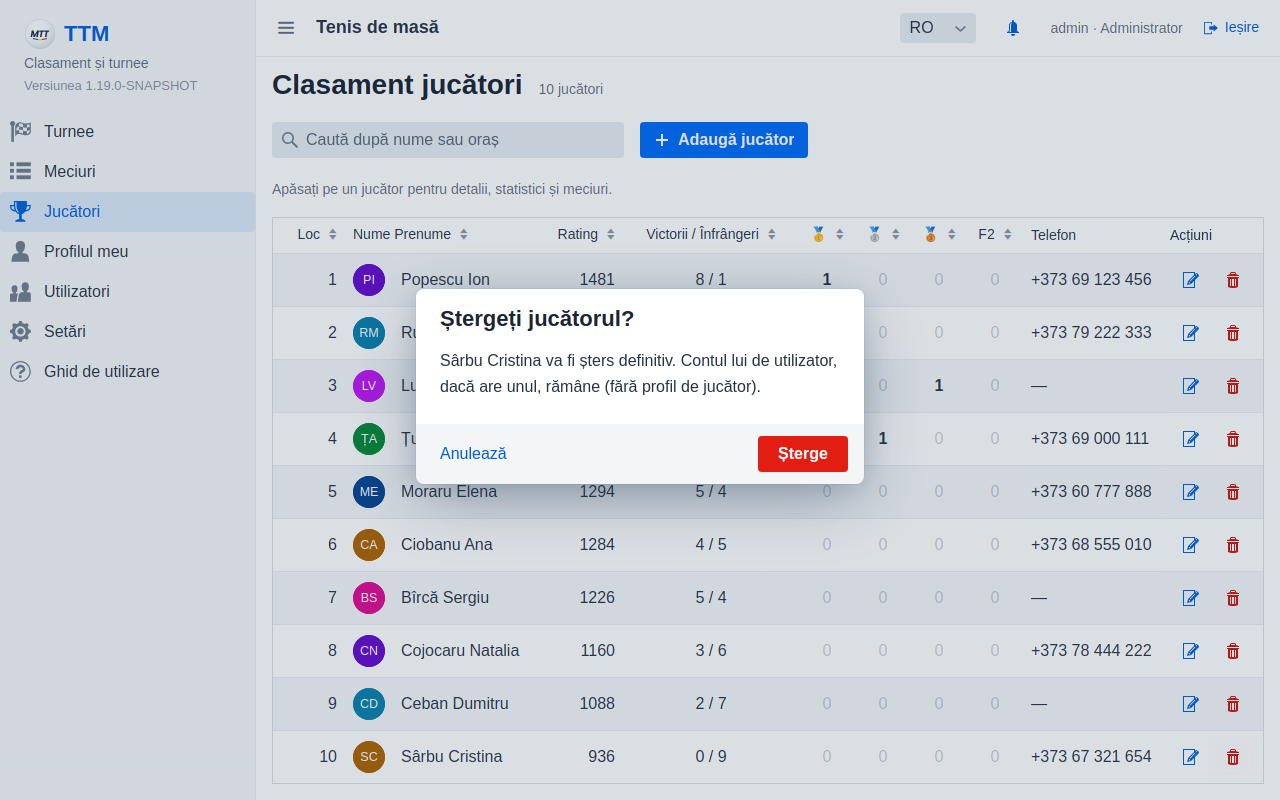 MTT
TTM
Clasament și turnee
Versiunea 1.19.0-SNAPSHOT
Turnee
Meciuri
Jucători
Profilul meu
Utilizatori
Setări
Ghid de utilizare
Tenis de masă
RO
admin · Administrator
Ieșire
Clasament jucători
10 jucători
Caută după nume sau oraș
Adaugă jucător
Apăsați pe un jucător pentru detalii, statistici și meciuri.
Loc Nume Prenume Rating Victorii / Înfrângeri 🥇 🥈 🥉 F2 Telefon Acțiuni
1 PI Popescu Ion 1481 8 / 1 1 0 0 0 +373 69 123 456
2 RM Ru 0 0 +373 79 222 333
3 LV Lu 0 1 0 —
4 ȚA Țu 1 0 0 +373 69 000 111
5 ME Moraru Elena 1294 5 / 4 0 0 0 0 +373 60 777 888
6 CA Ciobanu Ana 1284 4 / 5 0 0 0 0 +373 68 555 010
7 BS Bîrcă Sergiu 1226 5 / 4 0 0 0 0 —
8 CN Cojocaru Natalia 1160 3 / 6 0 0 0 0 +373 78 444 222
9 CD Ceban Dumitru 1088 2 / 7 0 0 0 0 —
10 SC Sârbu Cristina 936 0 / 9 0 0 0 0 +373 67 321 654
Ștergeți jucătorul?
Sârbu Cristina va fi șters definitiv. Contul lui de utilizator,
dacă are unul, rămâne (fără profil de jucător).
Anulează
Șterge